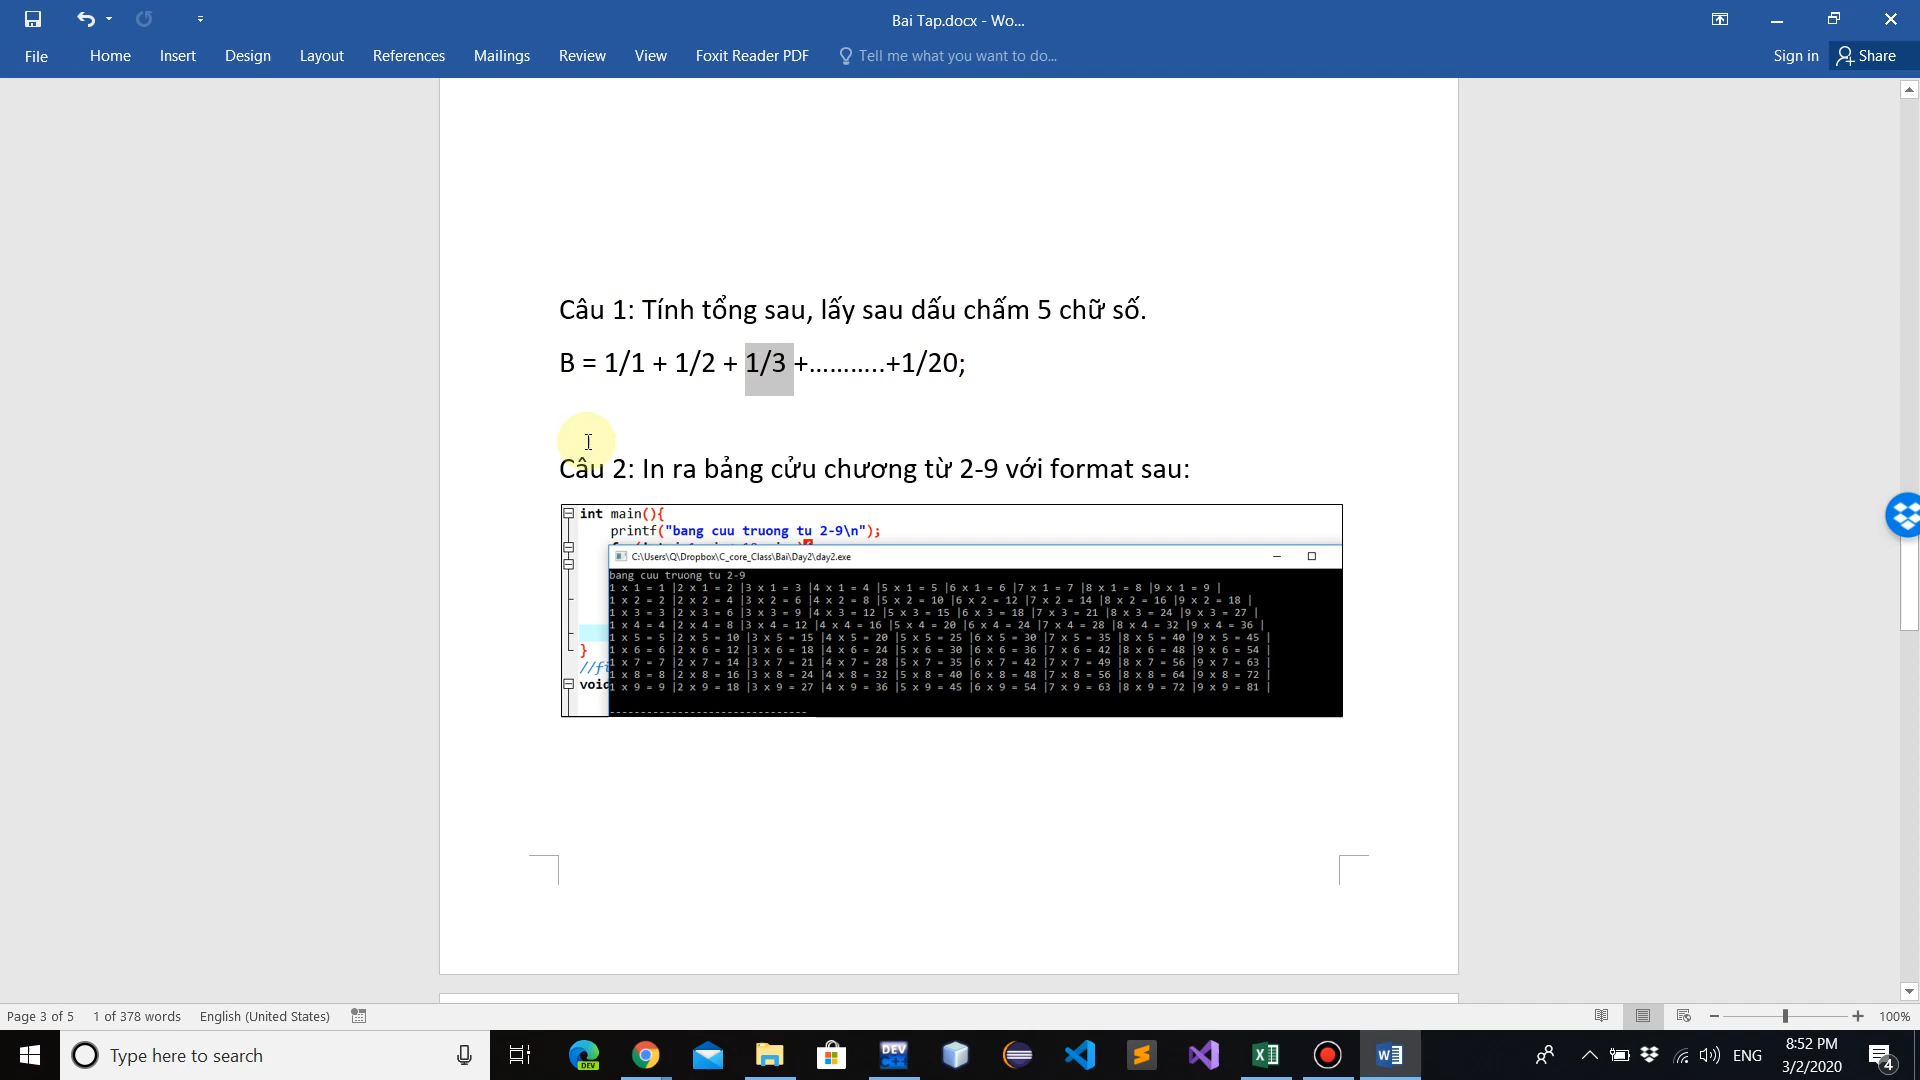 Bai Tap.docx - Wo...
File Home Insert Design Layout References Mailings Review View Foxit Reader PDF Tell me what you want to do... Sign in Share
Câu 1: Tính tổng sau, lấy sau dấu chấm 5 chữ số.
B = 1/1 + 1/2 + 1/3 +………..+1/20;
Câu 2: In ra bảng cửu chương từ 2-9 với format sau:
int main(){
printf("bang cuu truong tu 2-9\n");
C:\Users\Q\Dropbox\C_core_Class\Bai\Day2\day2.exe
bang cuu truong tu 2-9
1 x 1 = 1 |2 x 1 = 2 |3 x 1 = 3 |4 x 1 = 4 |5 x 1 = 5 |6 x 1 = 6 |7 x 1 = 7 |8 x 1 = 8 |9 x 1 = 9 |
1 x 2 = 2 |2 x 2 = 4 |3 x 2 = 6 |4 x 2 = 8 |5 x 2 = 10 |6 x 2 = 12 |7 x 2 = 14 |8 x 2 = 16 |9 x 2 = 18 |
1 x 3 = 3 |2 x 3 = 6 |3 x 3 = 9 |4 x 3 = 12 |5 x 3 = 15 |6 x 3 = 18 |7 x 3 = 21 |8 x 3 = 24 |9 x 3 = 27 |
1 x 4 = 4 |2 x 4 = 8 |3 x 4 = 12 |4 x 4 = 16 |5 x 4 = 20 |6 x 4 = 24 |7 x 4 = 28 |8 x 4 = 32 |9 x 4 = 36 |
1 x 5 = 5 |2 x 5 = 10 |3 x 5 = 15 |4 x 5 = 20 |5 x 5 = 25 |6 x 5 = 30 |7 x 5 = 35 |8 x 5 = 40 |9 x 5 = 45 |
1 x 6 = 6 |2 x 6 = 12 |3 x 6 = 18 |4 x 6 = 24 |5 x 6 = 30 |6 x 6 = 36 |7 x 6 = 42 |8 x 6 = 48 |9 x 6 = 54 |
1 x 7 = 7 |2 x 7 = 14 |3 x 7 = 21 |4 x 7 = 28 |5 x 7 = 35 |6 x 7 = 42 |7 x 7 = 49 |8 x 7 = 56 |9 x 7 = 63 |
1 x 8 = 8 |2 x 8 = 16 |3 x 8 = 24 |4 x 8 = 32 |5 x 8 = 40 |6 x 8 = 48 |7 x 8 = 56 |8 x 8 = 64 |9 x 8 = 72 |
1 x 9 = 9 |2 x 9 = 18 |3 x 9 = 27 |4 x 9 = 36 |5 x 9 = 45 |6 x 9 = 54 |7 x 9 = 63 |8 x 9 = 72 |9 x 9 = 81 |
--------------------------------
}
void
Page 3 of 5 1 of 378 words English (United States) 100%
Type here to search DEV DEV ENG 8:52 PM
3/2/2020 4